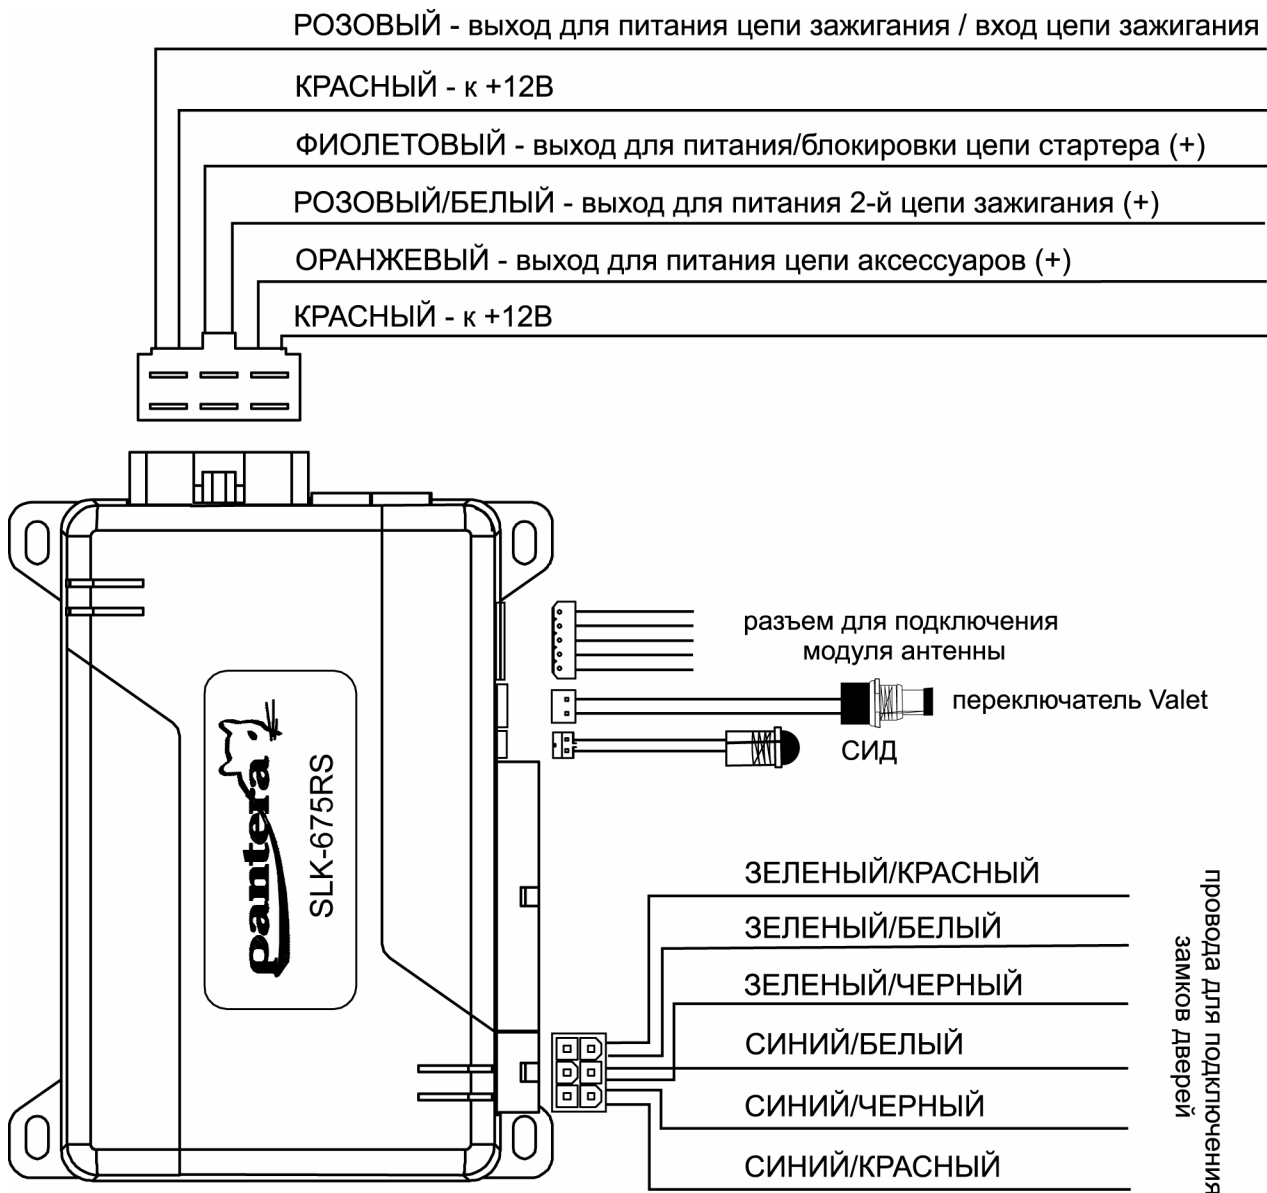 РОЗОВЫЙ - выход для питания цепи зажигания / вход цепи зажигания
КРАСНЫЙ - к +12В
ФИОЛЕТОВЫЙ - выход для питания/блокировки цепи стартера (+)
РОЗОВЫЙ/БЕЛЫЙ - выход для питания 2-й цепи зажигания (+)
ОРАНЖЕВЫЙ - выход для питания цепи аксессуаров (+)
КРАСНЫЙ - к +12В
разъем для подключения
модуля антенны
переключатель Valet
СИД
Pantera
SLK-675RS
ЗЕЛЕНЫЙ/КРАСНЫЙ
ЗЕЛЕНЫЙ/БЕЛЫЙ
ЗЕЛЕНЫЙ/ЧЕРНЫЙ
СИНИЙ/БЕЛЫЙ
СИНИЙ/ЧЕРНЫЙ
СИНИЙ/КРАСНЫЙ
провода для подключения
замков дверей